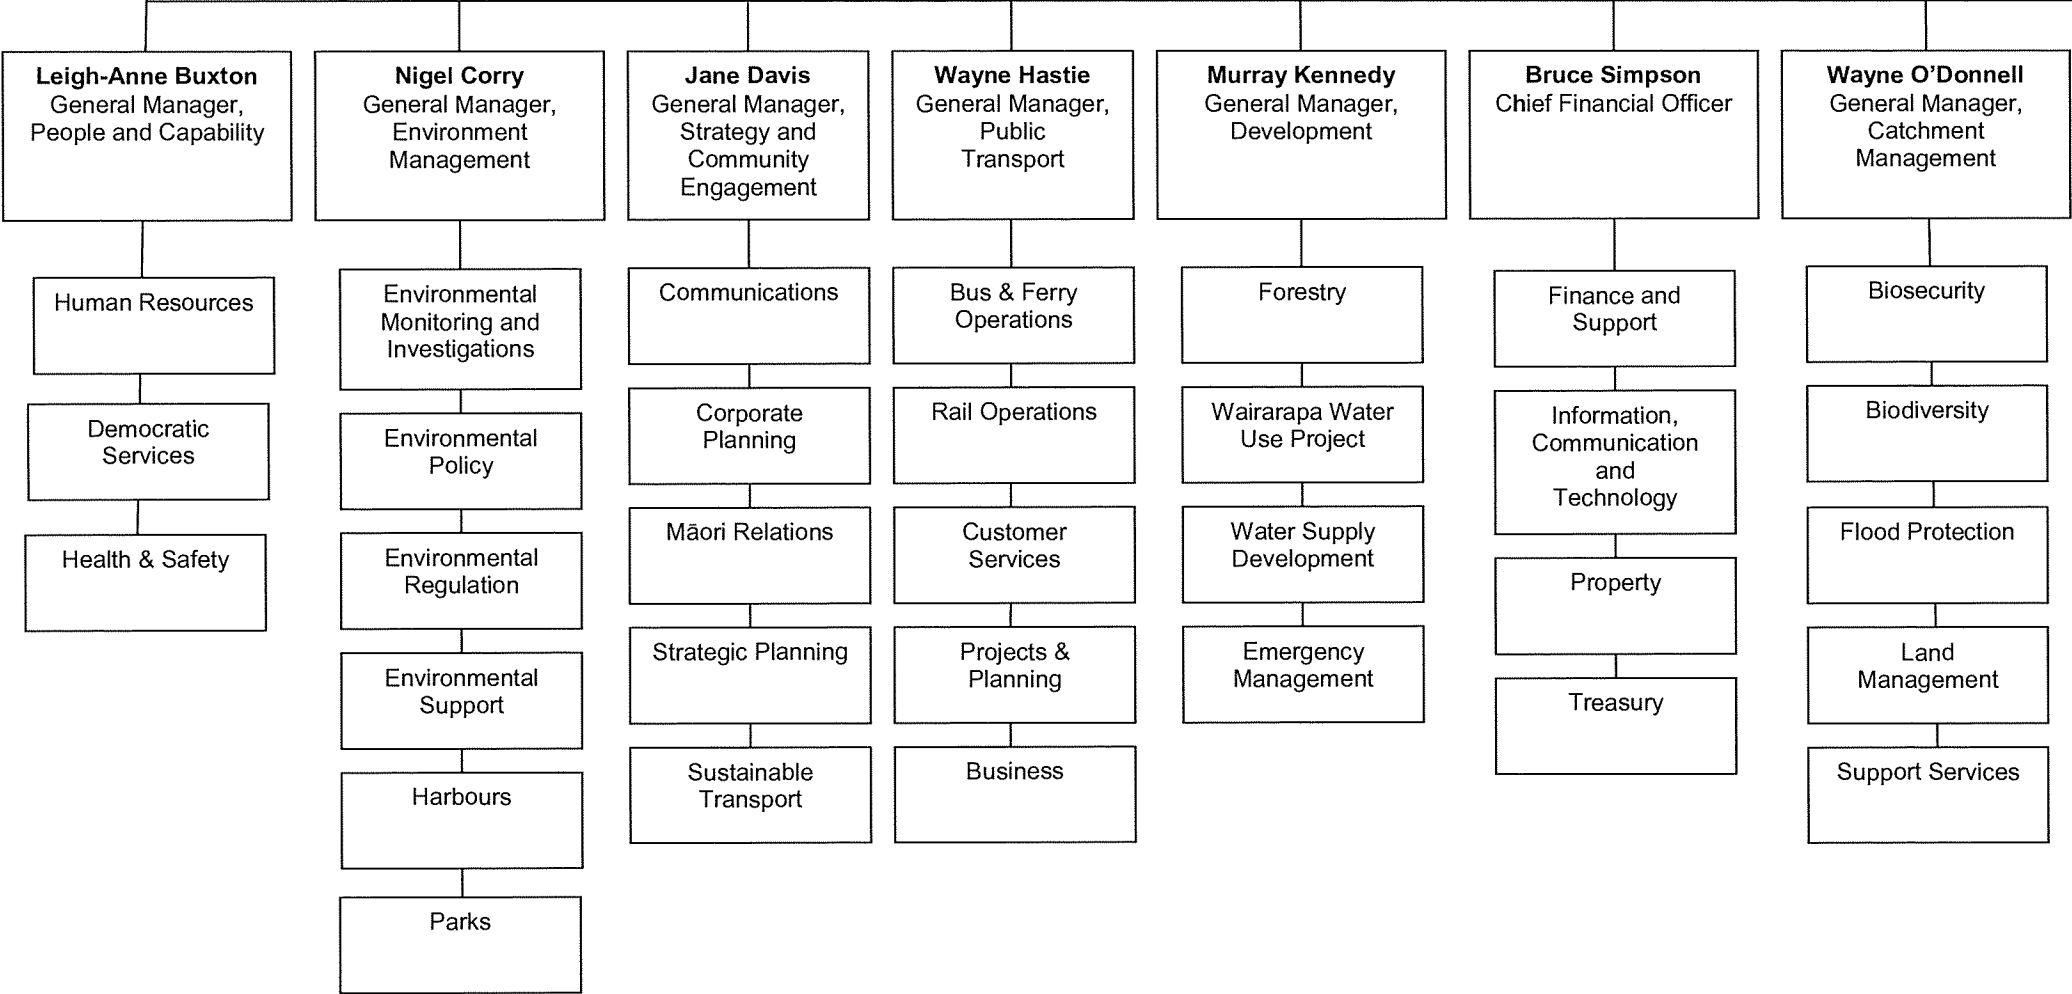 Leigh-Anne Buxton
General Manager,
People and Capability
Human Resources
Democratic
Services
Health & Safety
Nigel Corry
General Manager,
Environment
Management
Environmental
Monitoring and
Investigations
Environmental
Policy
Environmental
Regulation
Environmental
Support
Harbours
Parks
Jane Davis
General Manager,
Strategy and
Community
Engagement
Communications
Corporate
Planning
Māori Relations
Strategic Planning
Sustainable
Transport
Wayne Hastie
General Manager,
Public
Transport
Bus & Ferry
Operations
Rail Operations
Customer
Services
Projects &
Planning
Business
Murray Kennedy
General Manager,
Development
Forestry
Wairarapa Water
Use Project
Water Supply
Development
Emergency
Management
Bruce Simpson
Chief Financial Officer
Finance and
Support
Information,
Communication
and
Technology
Property
Treasury
Wayne O'Donnell
General Manager,
Catchment
Management
Biosecurity
Biodiversity
Flood Protection
Land
Management
Support Services